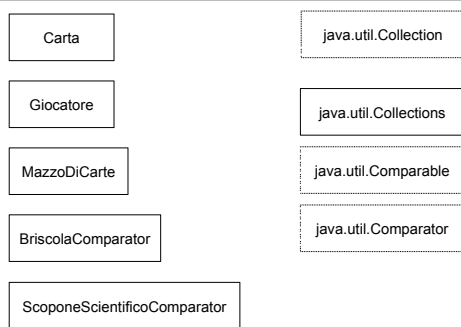 Carta
Giocatore
MazzoDiCarte
BriscolaComparator
ScoponeScientificoComparator
java.util.Collection
java.util.Collections
java.util.Comparable
java.util.Comparator